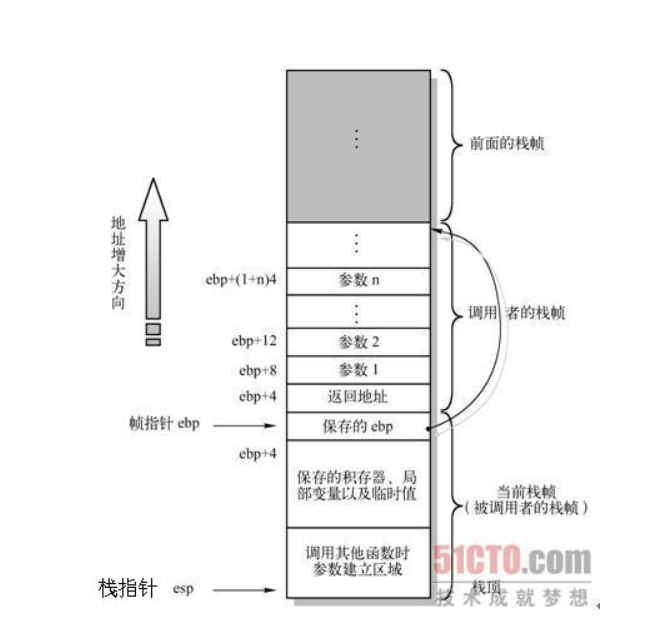 前面的栈帧
地
址
增
大
方
向
ebp+(1+n)4
参数 n
调用 者的栈帧
ebp+12
参数 2
ebp+8
参数 1
ebp+4
返回地址
帧指针 ebp
保存的 ebp
ebp+4
保存的积存器、局
部变量以及临时值
当前栈帧
(被调用者的栈帧)
调用其他函数时
参数建立区域
51CTO.com
栈指针 esp
栈顶
技术成就梦想